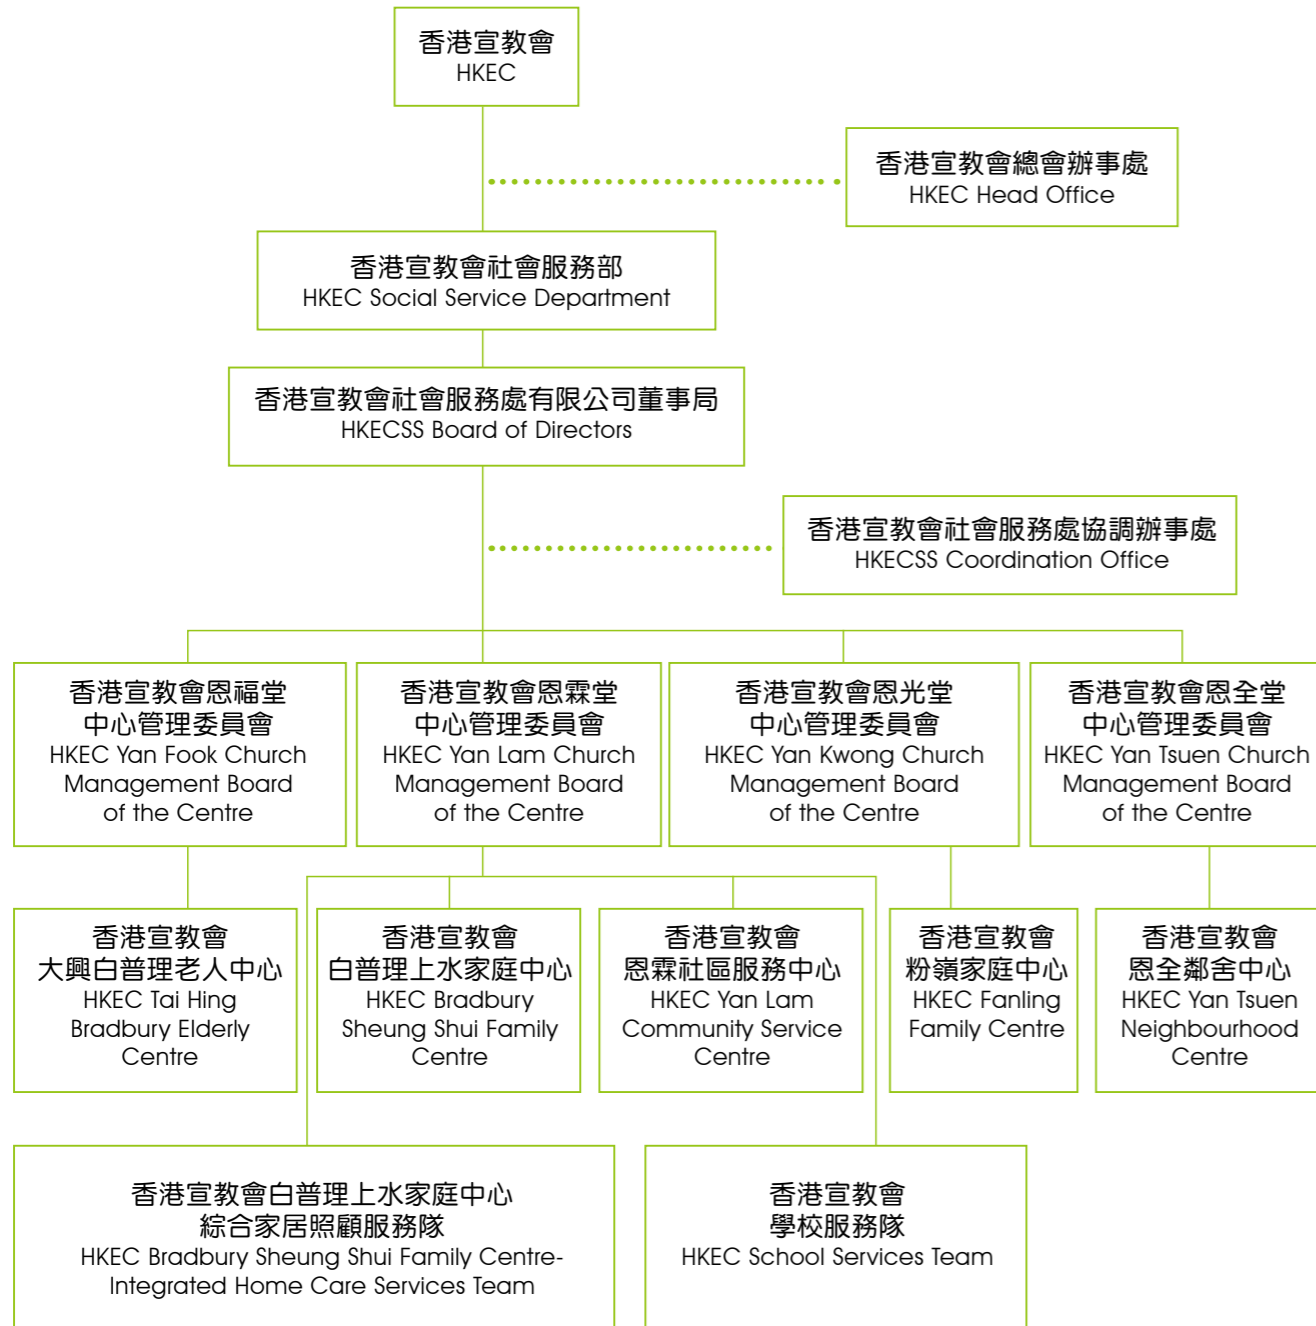 香港宣教會
HKEC
香港宣教會總會辦事處
HKEC Head Office
香港宣教會社會服務部
HKEC Social Service Department
香港宣教會社會服務處有限公司董事局
HKECSS Board of Directors
香港宣教會社會服務處協調辦事處
HKECSS Coordination Office
香港宣教會恩福堂
中心管理委員會
HKEC Yan Fook Church
Management Board
of the Centre
香港宣教會恩霖堂
中心管理委員會
HKEC Yan Lam Church
Management Board
of the Centre
香港宣教會恩光堂
中心管理委員會
HKEC Yan Kwong Church
Management Board
of the Centre
香港宣教會恩全堂
中心管理委員會
HKEC Yan Tsuen Church
Management Board
of the Centre
香港宣教會
大興白普理老人中心
HKEC Tai Hing
Bradbury Elderly
Centre
香港宣教會
白普理上水家庭中心
HKEC Bradbury
Sheung Shui Family
Centre
香港宣教會
恩霖社區服務中心
HKEC Yan Lam
Community Service
Centre
香港宣教會
粉嶺家庭中心
HKEC Fanling
Family Centre
香港宣教會
恩全鄰舍中心
HKEC Yan Tsuen
Neighbourhood
Centre
香港宣教會白普理上水家庭中心
綜合家居照顧服務隊
HKEC Bradbury Sheung Shui Family Centre-
Integrated Home Care Services Team
香港宣教會
學校服務隊
HKEC School Services Team